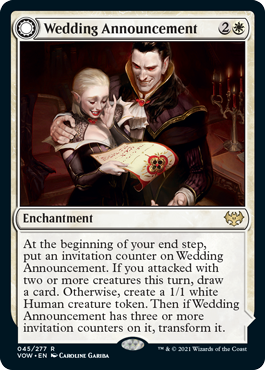 Wedding Announcement 2
Enchantment
At the beginning of your end step,
put an invitation counter on Wedding
Announcement. If you attacked with
two or more creatures this turn, draw
a card. Otherwise, create a 1/1 white
Human creature token. Then if Wedding
Announcement has three or more
invitation counters on it, transform it.
045/277 R
VOW • EN CAROLINE GARIBA
™ & © 2021 Wizards of the Coast